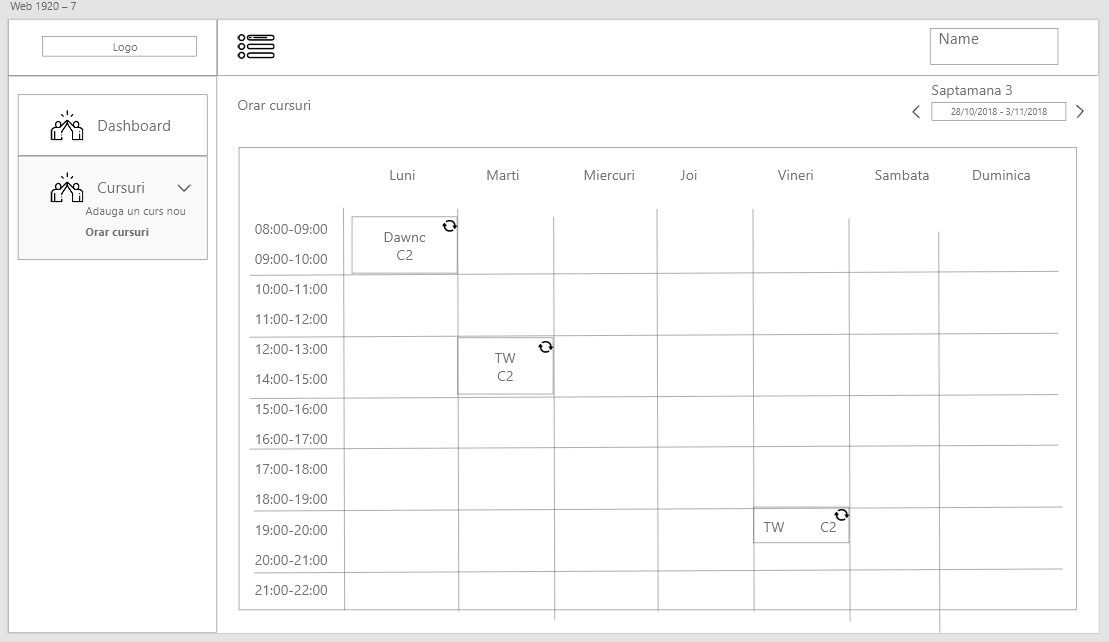 Web 1920 – 7
Logo
Name
Dashboard
Cursuri
Adauga un curs nou
Orar cursuri
Orar cursuri
Saptamana 3
28/10/2018 - 3/11/2018
Luni Marti Miercuri Joi Vineri Sambata Duminica
08:00-09:00
Dawnc
C2
09:00-10:00
10:00-11:00
11:00-12:00
12:00-13:00
TW
C2
14:00-15:00
15:00-16:00
16:00-17:00
17:00-18:00
18:00-19:00
19:00-20:00 TW C2
20:00-21:00
21:00-22:00